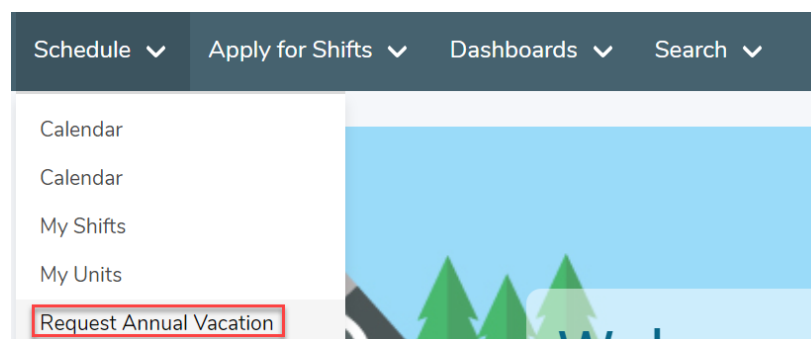 Schedule Apply for Shifts Dashboards Search
Calendar
Calendar
My Shifts
My Units
Request Annual Vacation